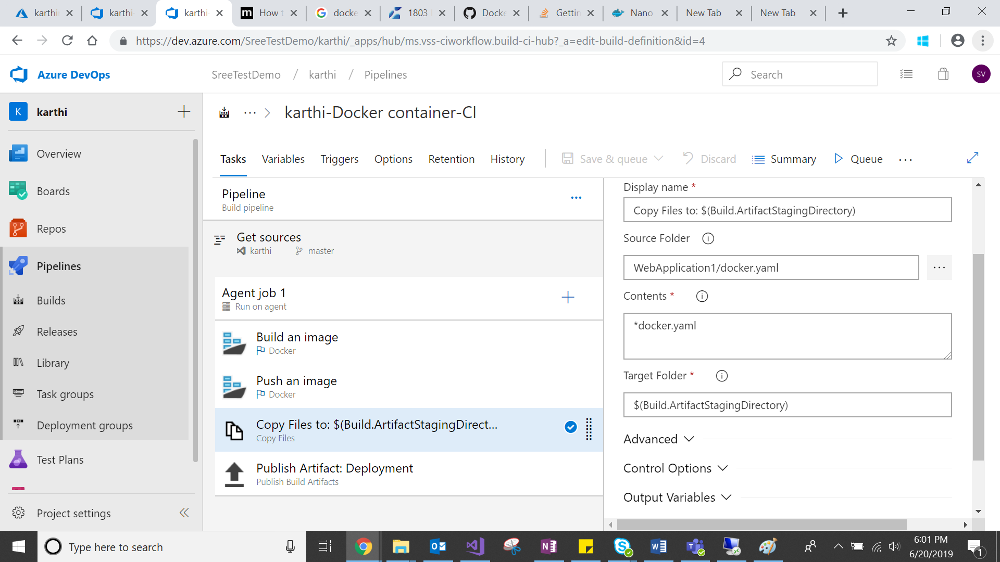 karthi
karthi-
karthi-
m How t
docke
1803
Docke
Gettin
Nano
New Tab
New Tab
https://dev.azure.com/SreeTestDemo/karthi/_apps/hub/ms.vss-ciworkflow.build-ci-hub?_a=edit-build-definition&id=4
Azure DevOps
SreeTestDemo / karthi / Pipelines
Search
SV
K karthi
karthi-Docker container-CI
Overview
Boards
Repos
Pipelines
Builds
Releases
Library
Task groups
Deployment groups
Test Plans
Project settings
Tasks Variables Triggers Options Retention History
Save & queue Discard Summary Queue
Pipeline
Build pipeline
Get sources
karthi master
Agent job 1
Run on agent
Build an image
Docker
Push an image
Docker
Copy Files to: $(Build.ArtifactStagingDirect...
Copy Files
Publish Artifact: Deployment
Publish Build Artifacts
Display name *
Copy Files to: $(Build.ArtifactStagingDirectory)
Source Folder
WebApplication1/docker.yaml
Contents *
*docker.yaml
Target Folder *
$(Build.ArtifactStagingDirectory)
Advanced
Control Options
Output Variables
Type here to search
6:01 PM
6/20/2019
1